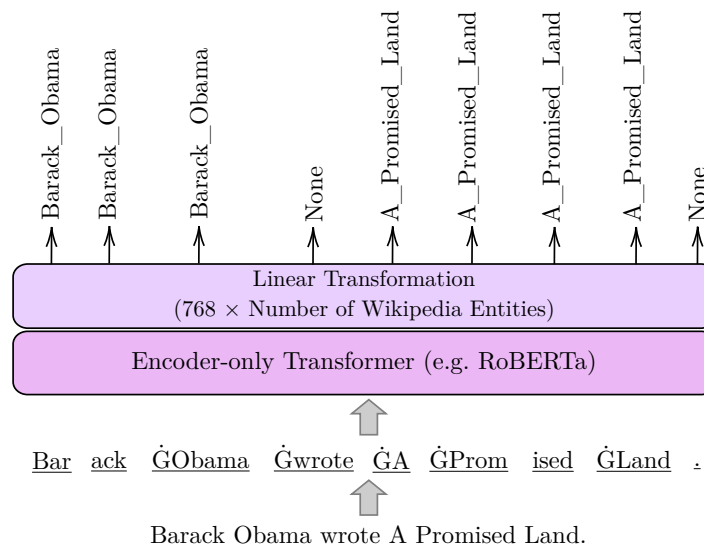 Barack_Obama
Barack_Obama
Barack_Obama
None
A_Promised_Land
A_Promised_Land
A_Promised_Land
A_Promised_Land
None
Linear Transformation
(768 × Number of Wikipedia Entities)
Encoder-only Transformer (e.g. RoBERTa)
Bar ack ĠObama Ġwrote ĠA ĠProm ised ĠLand .
Barack Obama wrote A Promised Land.